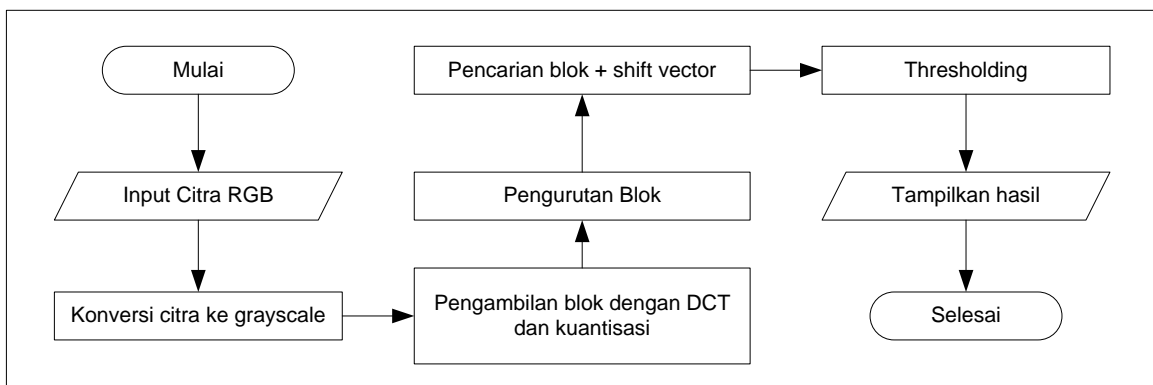 Mulai
Input Citra RGB
Konversi citra ke grayscale
Pengambilan blok dengan DCT
dan kuantisasi
Pengurutan Blok
Pencarian blok + shift vector
Thresholding
Tampilkan hasil
Selesai